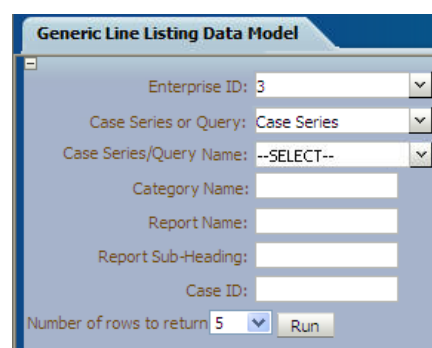 Generic Line Listing Data Model
Enterprise ID: 3
Case Series or Query: Case Series
Case Series/Query Name: --SELECT--
Category Name:
Report Name:
Report Sub-Heading:
Case ID:
Number of rows to return 5 Run